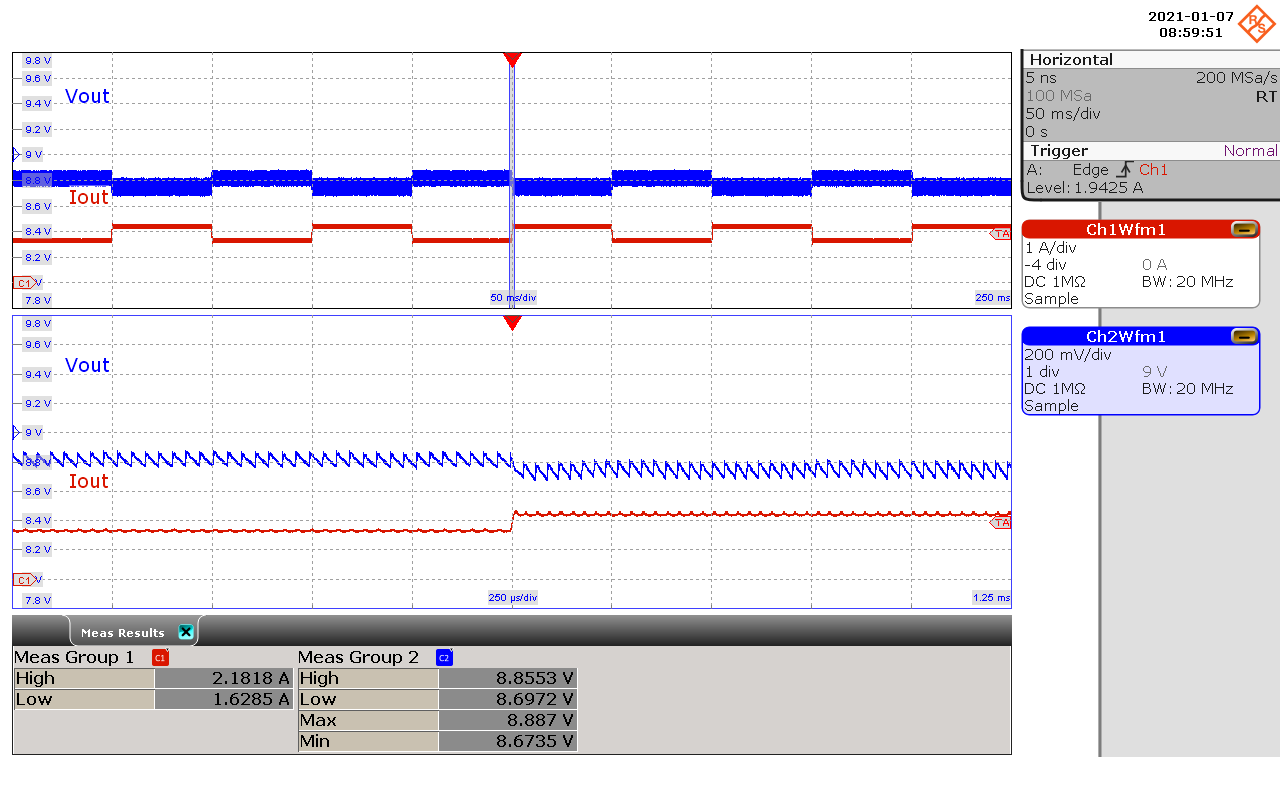 2021-01-07
08:59:51
R&S
9.8 V
9.6 V
Vout
9.4 V
9.2 V
9 V
8.8 V
Iout
8.6 V
8.4 V
TA
8.2 V
C1 V
7.8 V
50 ms/div
250 ms
9.8 V
9.6 V
Vout
9.4 V
9.2 V
9 V
8.8 V
Iout
8.6 V
8.4 V
TA
8.2 V
C1 V
7.8 V
250 µs/div
1.25 ms
Horizontal
5 ns 200 MSa/s
100 MSa RT
50 ms/div
0 s
Trigger Normal
A: Edge Ch1
Level: 1.9425 A
Ch1Wfm1
1 A/div
-4 div 0 A
DC 1MΩ BW: 20 MHz
Sample
Ch2Wfm1
200 mV/div
1 div 9 V
DC 1MΩ BW: 20 MHz
Sample
Meas Results
Meas Group 1 C1
High 2.1818 A
Low 1.6285 A
Meas Group 2 C2
High 8.8553 V
Low 8.6972 V
Max 8.887 V
Min 8.6735 V